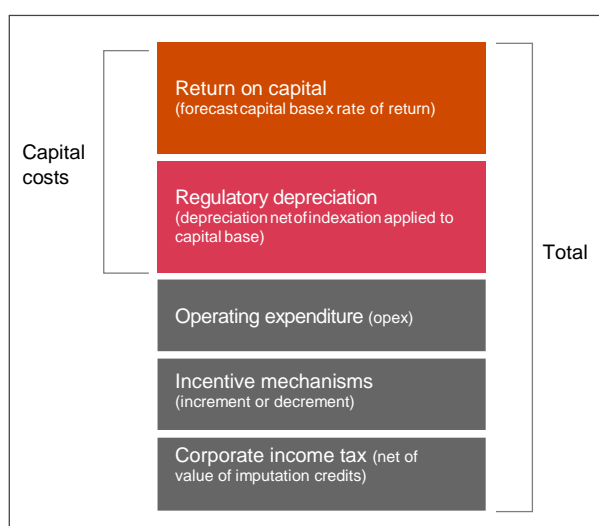 Return on capital
(forecast capital base x rate of return)
Capital
costs
Regulatory depreciation
(depreciation net of indexation applied to
capital base)
Total
Operating expenditure (opex)
Incentive mechanisms
(increment or decrement)
Corporate income tax (net of
value of imputation credits)